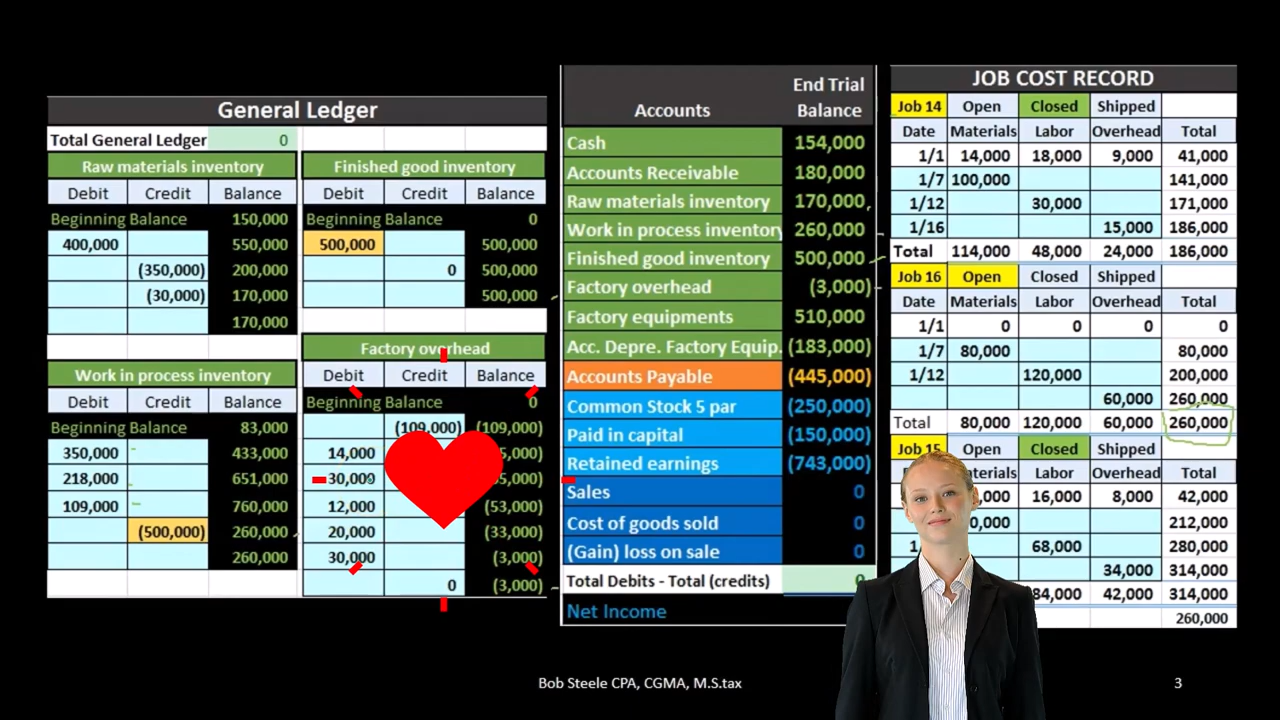 General Ledger
Total General Ledger 0
Raw materials inventory
Debit Credit Balance
Beginning Balance 150,000
400,000 550,000
(350,000) 200,000
(30,000) 170,000
170,000
Work in process inventory
Debit Credit Balance
Beginning Balance 83,000
350,000 433,000
218,000 651,000
109,000 760,000
(500,000) 260,000
260,000
Finished good inventory
Debit Credit Balance
Beginning Balance 0
500,000 500,000
0 500,000
500,000
Factory overhead
Debit Credit Balance
Beginning Balance 0
(109,000) (109,000)
14,000
30,000
12,000 (53,000)
20,000 (33,000)
30,000 (3,000)
0 (3,000)
Accounts End Trial Balance
Cash 154,000
Accounts Receivable 180,000
Raw materials inventory 170,000
Work in process inventory 260,000
Finished good inventory 500,000
Factory overhead (3,000)
Factory equipments 510,000
Acc. Depre. Factory Equip. (183,000)
Accounts Payable (445,000)
Common Stock 5 par (250,000)
Paid in capital (150,000)
Retained earnings (743,000)
Sales 0
Cost of goods sold 0
(Gain) loss on sale 0
Total Debits - Total (credits) 0
Net Income
JOB COST RECORD
Job 14 Open Closed Shipped
Date Materials Labor Overhead Total
1/1 14,000 18,000 9,000 41,000
1/7 100,000 141,000
1/12 30,000 171,000
1/16 15,000 186,000
Total 114,000 48,000 24,000 186,000
Job 16 Open Closed Shipped
Date Materials Labor Overhead Total
1/1 0 0 0 0
1/7 80,000 80,000
1/12 120,000 200,000
60,000 260,000
Total 80,000 120,000 60,000 260,000
Job 15 Open Closed Shipped
Labor Overhead Total
16,000 8,000 42,000
212,000
68,000 280,000
34,000 314,000
42,000 314,000
260,000
Bob Steele CPA, CGMA, M.S.tax
3